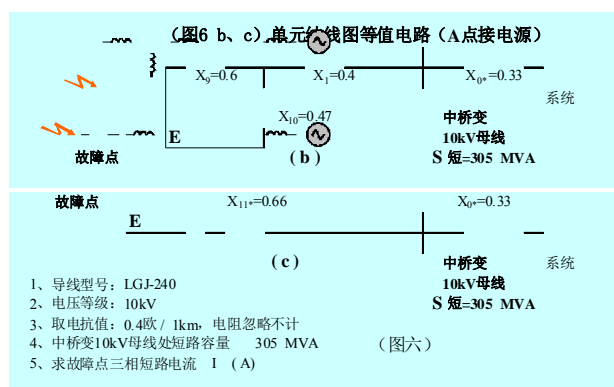 (图6 b、c)单元结线图等值电路（A点接电源）
X9=0.6 X1=0.4 X0*=0.33
系统
X10=0.47
中桥变
E 10kV母线
故障点 (b) S 短=305 MVA
故障点 X11*=0.66 X0*=0.33
E
(c) 中桥变 系统
10kV母线
1、导线型号：LGJ-240
S 短=305 MVA
2、电压等级：10kV
3、取电抗值：0.4欧 / 1km，电阻忽略不计
4、中桥变10kV母线处短路容量 305 MVA （图六）
5、求故障点三相短路电流 I (A)